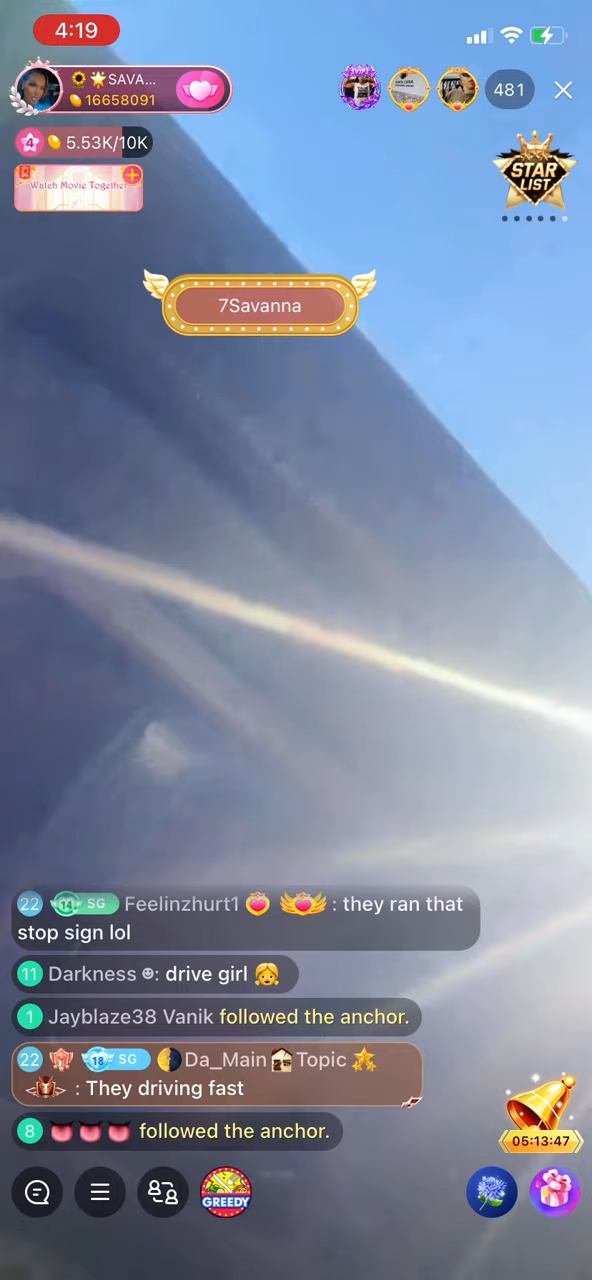 4:19
🌻🌟SAVA...
16658091
481
4 5.53K/10K
Watch Movie Together
STAR
LIST
7Savanna
22 14 SG Feelinzhurt1 : they ran that
stop sign lol
11 Darkness ☻: drive girl 👧
1 Jayblaze38 Vanik followed the anchor.
22 18 SG 🌓Da_Main🏚Topic🌟
: They driving fast
8 👅👅👅 followed the anchor.
05:13:47
GREEDY